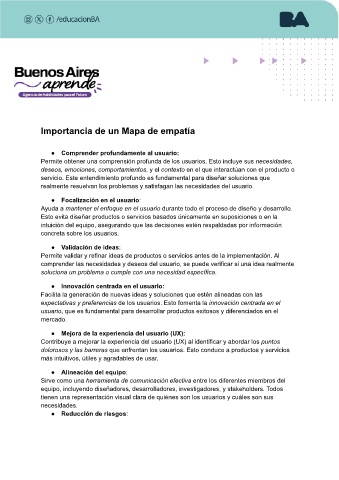 /educacionBA
BA
Buenos Aires
aprende
Agencia de Habilidades para el Futuro
Importancia de un Mapa de empatía
● Comprender profundamente al usuario:
Permite obtener una comprensión profunda de los usuarios. Esto incluye sus necesidades,
deseos, emociones, comportamientos, y el contexto en el que interactúan con el producto o
servicio. Este entendimiento profundo es fundamental para diseñar soluciones que
realmente resuelvan los problemas y satisfagan las necesidades del usuario.
● Focalización en el usuario:
Ayuda a mantener el enfoque en el usuario durante todo el proceso de diseño y desarrollo.
Esto evita diseñar productos o servicios basados únicamente en suposiciones o en la
intuición del equipo, asegurando que las decisiones estén respaldadas por información
concreta sobre los usuarios.
● Validación de ideas:
Permite validar y refinar ideas de productos o servicios antes de la implementación. Al
comprender las necesidades y deseos del usuario, se puede verificar si una idea realmente
soluciona un problema o cumple con una necesidad específica.
● Innovación centrada en el usuario:
Facilita la generación de nuevas ideas y soluciones que estén alineadas con las
expectativas y preferencias de los usuarios. Esto fomenta la innovación centrada en el
usuario, que es fundamental para desarrollar productos exitosos y diferenciados en el
mercado.
● Mejora de la experiencia del usuario (UX):
Contribuye a mejorar la experiencia del usuario (UX) al identificar y abordar los puntos
dolorosos y las barreras que enfrentan los usuarios. Esto conduce a productos y servicios
más intuitivos, útiles y agradables de usar.
● Alineación del equipo:
Sirve como una herramienta de comunicación efectiva entre los diferentes miembros del
equipo, incluyendo diseñadores, desarrolladores, investigadores, y stakeholders. Todos
tienen una representación visual clara de quiénes son los usuarios y cuáles son sus
necesidades.
● Reducción de riesgos: